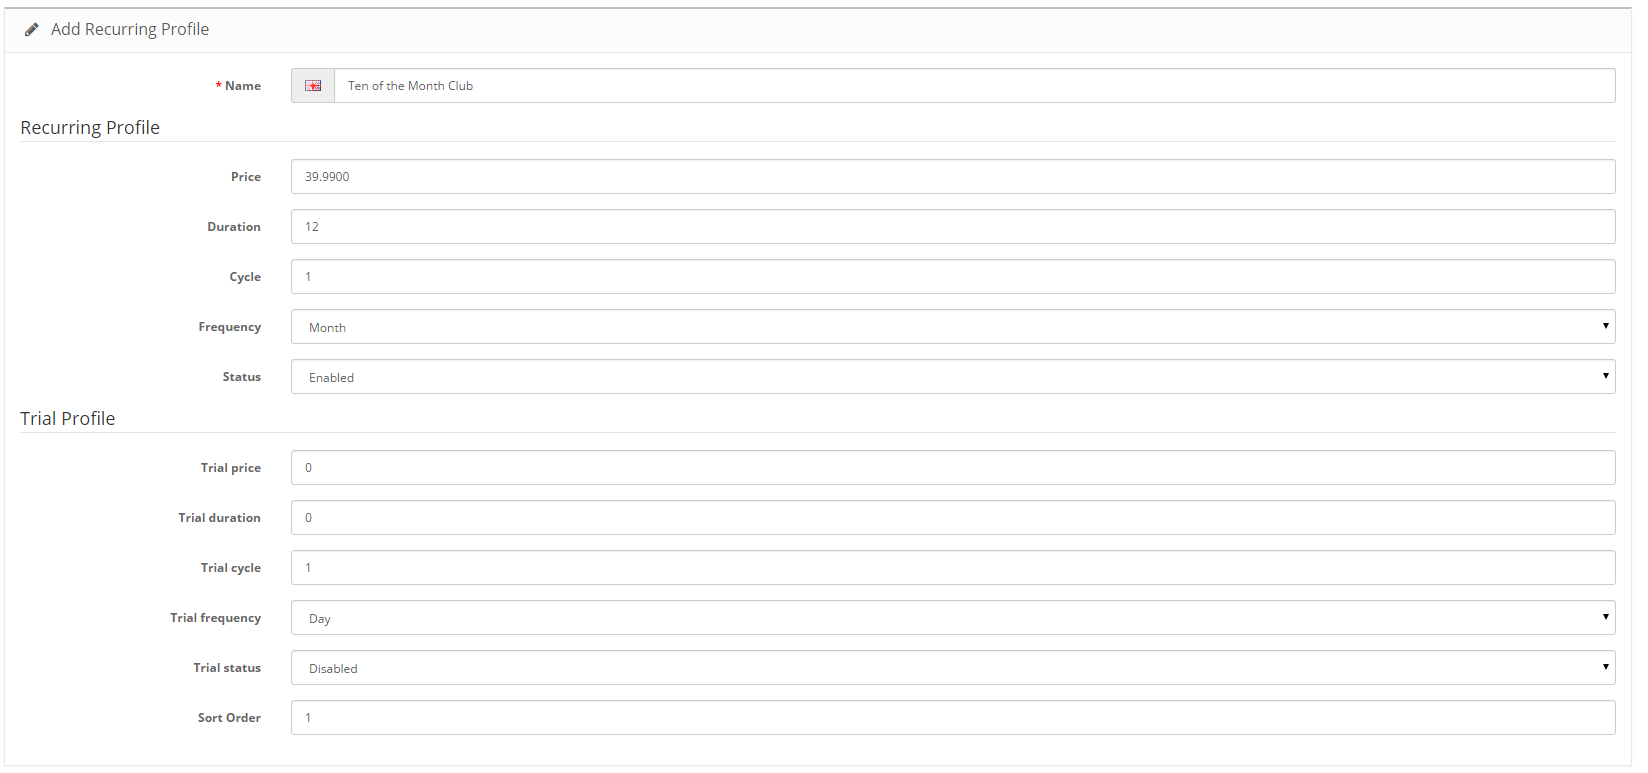 Add Recurring Profile
* Name Ten of the Month Club
Recurring Profile
Price 39.9900
Duration 12
Cycle 1
Frequency Month
Status Enabled
Trial Profile
Trial price 0
Trial duration 0
Trial cycle 1
Trial frequency Day
Trial status Disabled
Sort Order 1